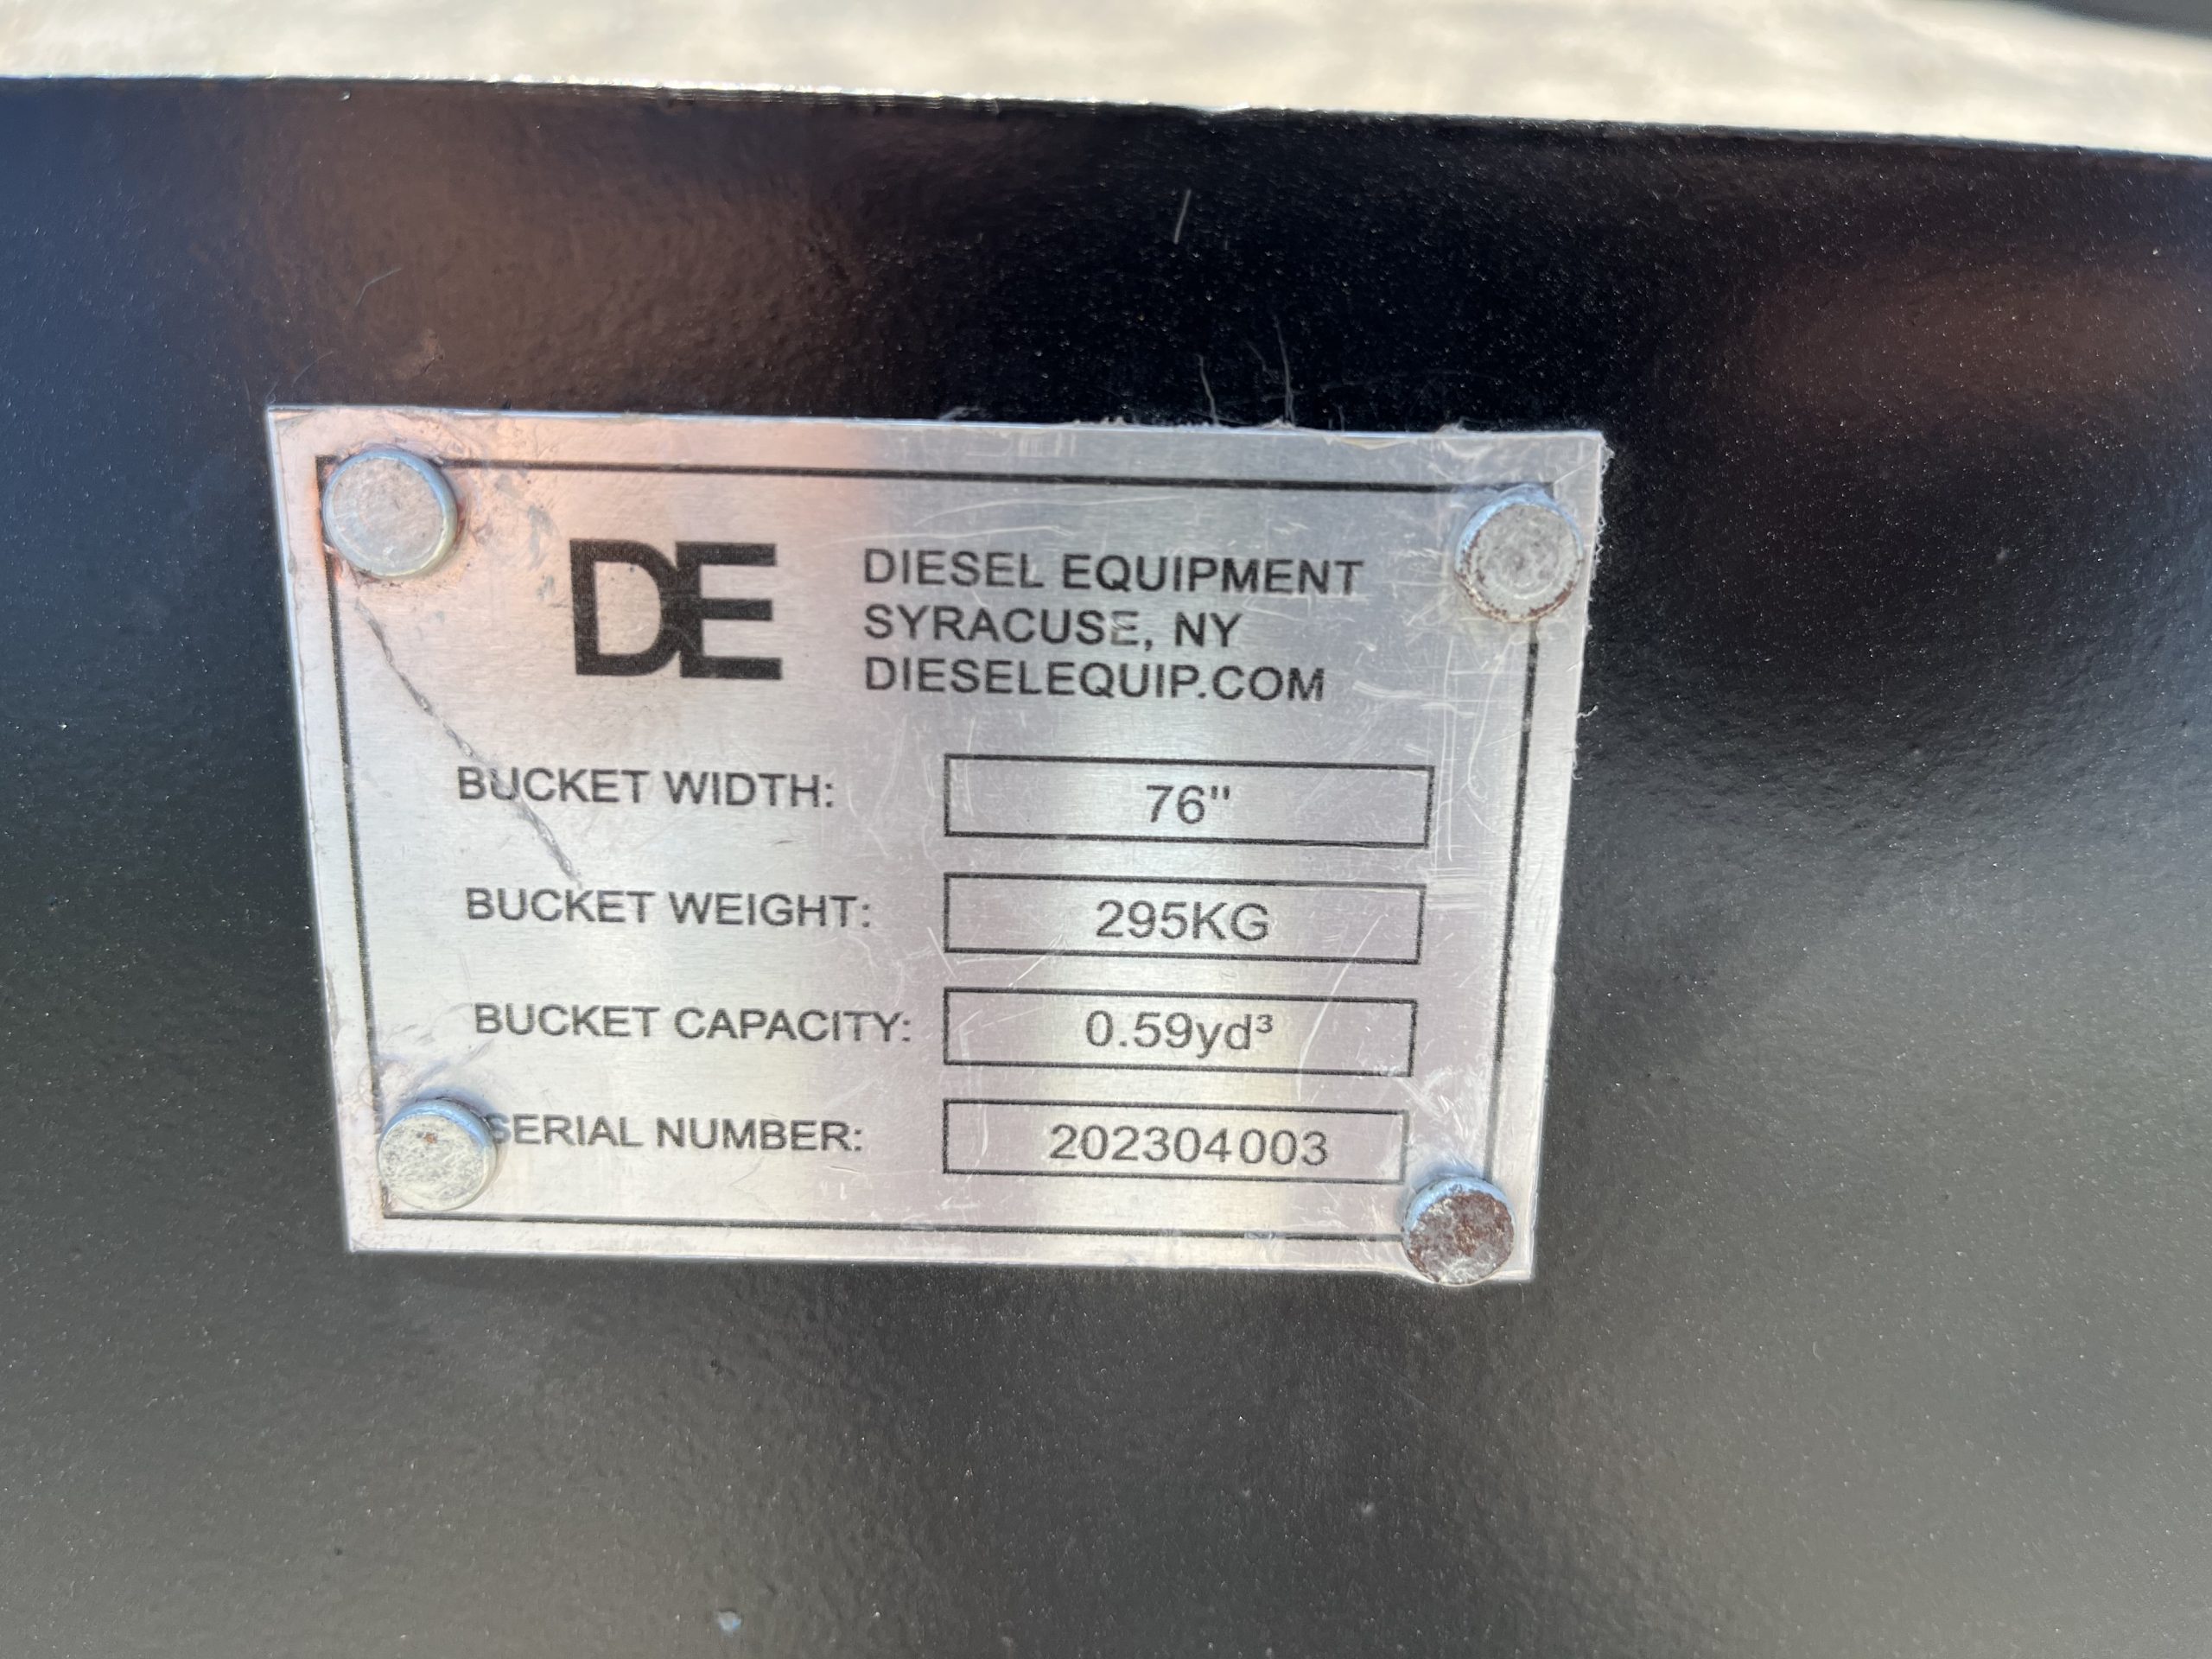 DE
DIESEL EQUIPMENT
SYRACUSE, NY
DIESELEQUIP.COM
BUCKET WIDTH: 76"
BUCKET WEIGHT: 295KG
BUCKET CAPACITY: 0.59yd³
SERIAL NUMBER: 202304003